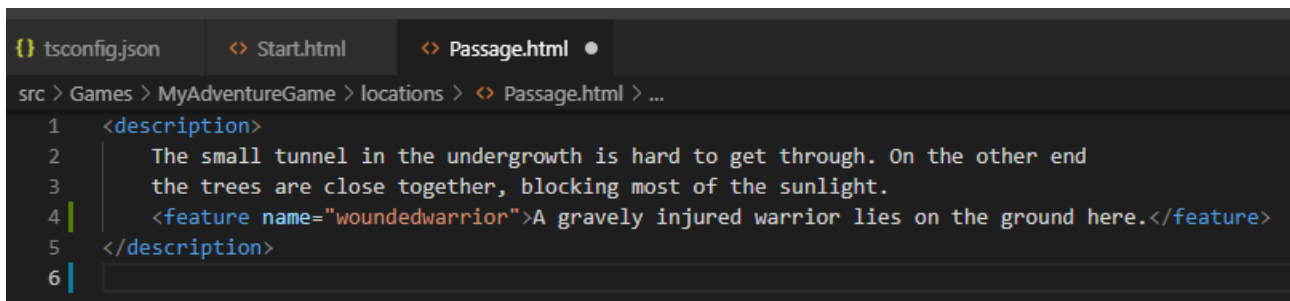 {} tsconfig.json <> Start.html <> Passage.html ●
src > Games > MyAdventureGame > locations > <> Passage.html > ...
1 <description>
2 The small tunnel in the undergrowth is hard to get through. On the other end
3 the trees are close together, blocking most of the sunlight.
4 <feature name="woundedwarrior">A gravely injured warrior lies on the ground here.</feature>
5 </description>
6